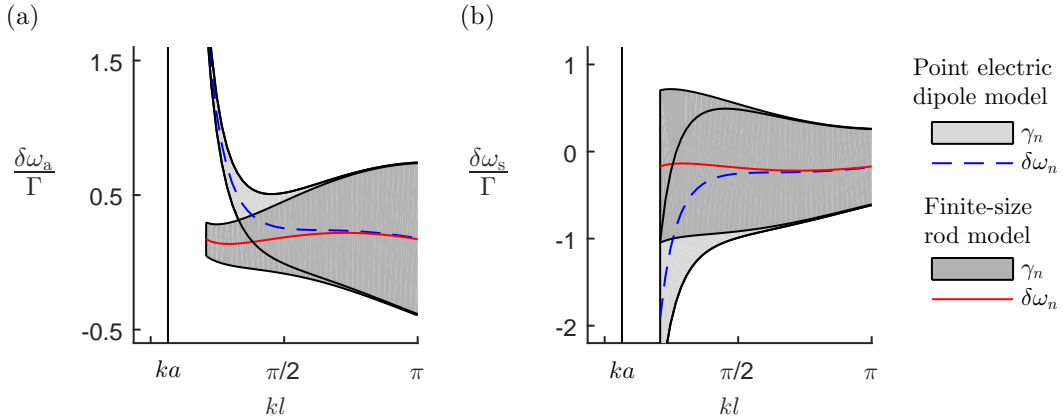 (a)
δωₐ
Γ
1.5
0.5
-0.5
ka
π/2
π
kl
(b)
δωₛ
Γ
1
0
-1
-2
ka
π/2
π
kl
Point electric
dipole model
γₙ
δωₙ
Finite-size
rod model
γₙ
δωₙ